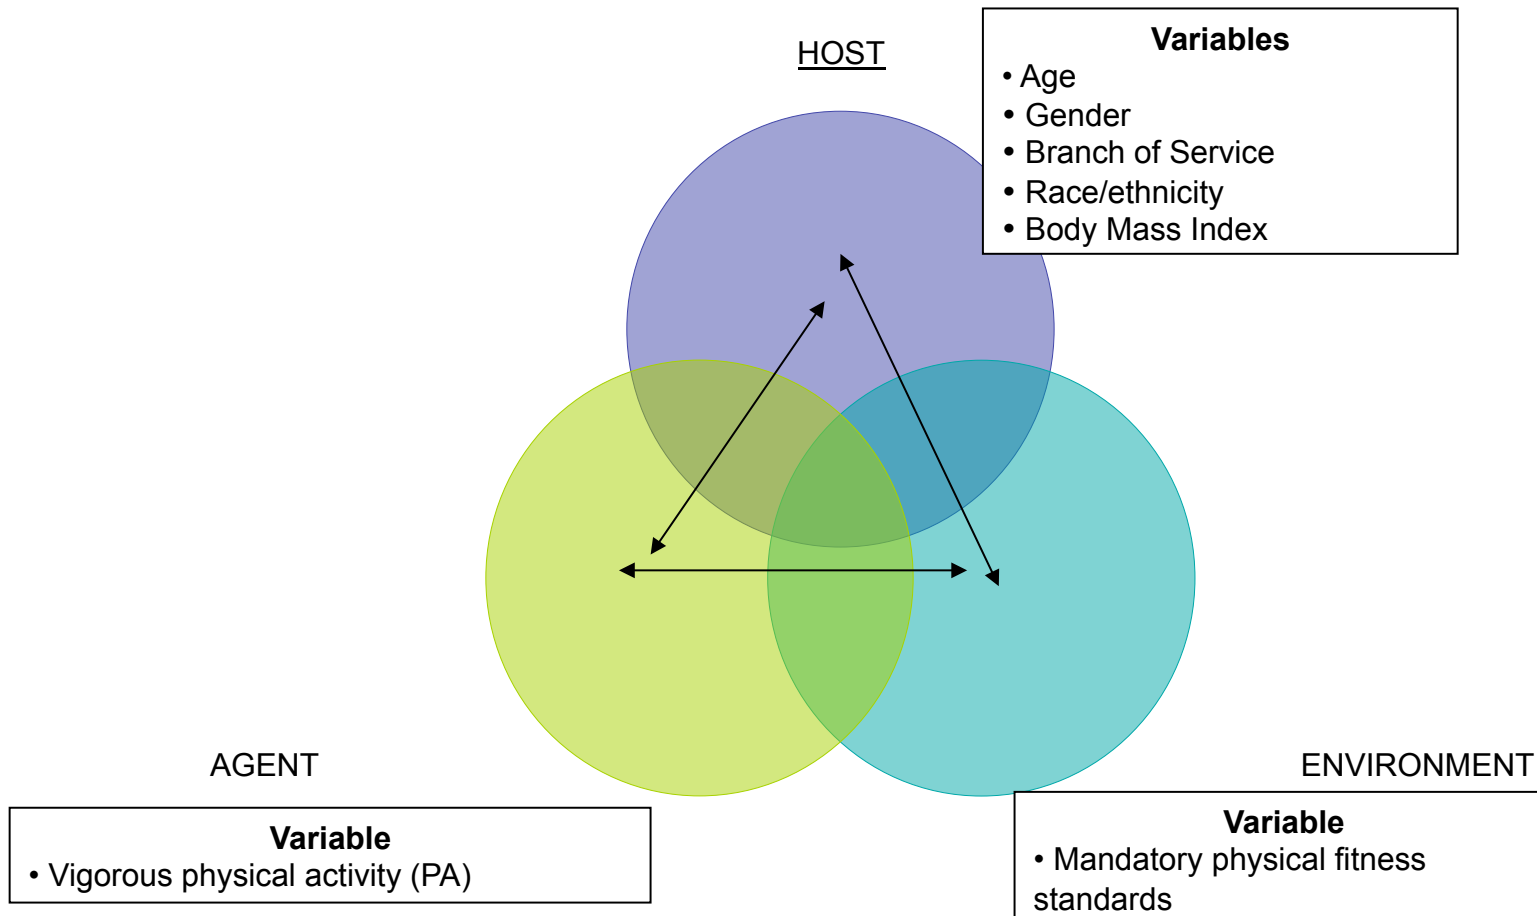 HOST
Variables
• Age
• Gender
• Branch of Service
• Race/ethnicity
• Body Mass Index
AGENT
Variable
• Vigorous physical activity (PA)
ENVIRONMENT
Variable
• Mandatory physical fitness
standards